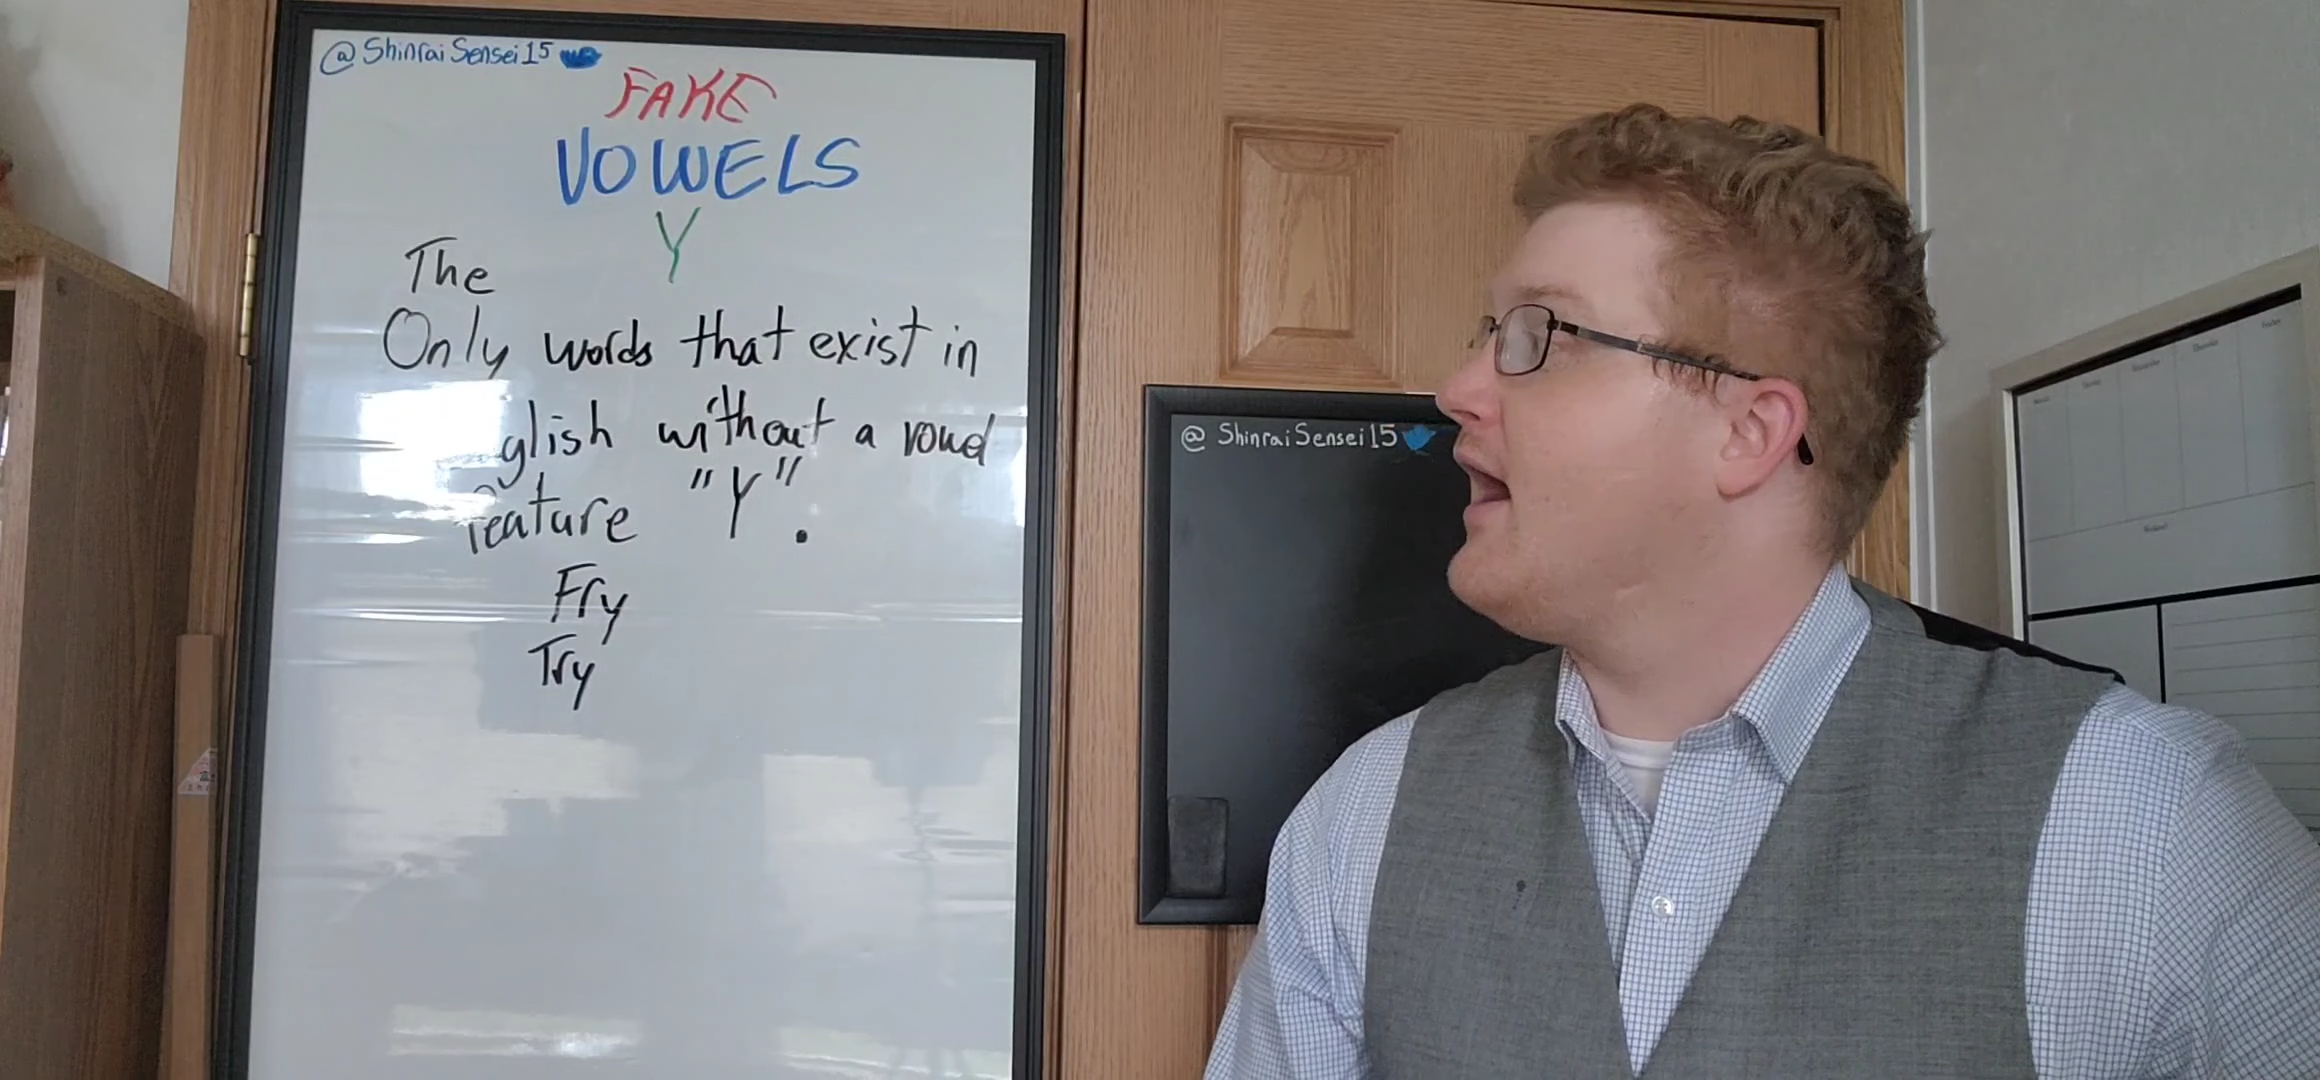 @ShinraiSensei15
FAKE
VOWELS
Y
The
Only words that exist in
glish without a vowel
feature "Y".
Fry
Try
@ ShinraiSensei15